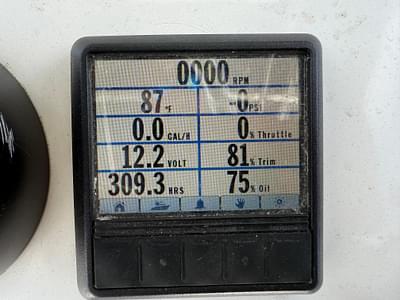 0000 RPM
87 °F -0 PSI
0.0 GAL/H 0% Throttle
12.2 VOLT 81% Trim
309.3 HRS 75% Oil